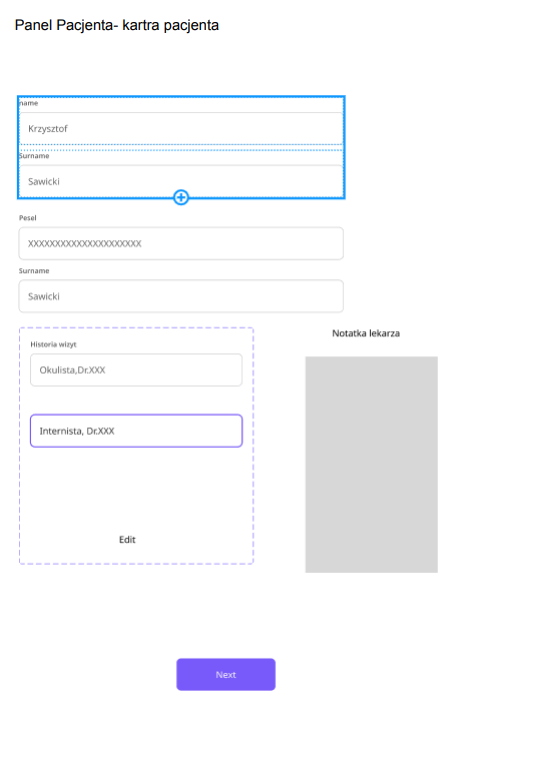 Panel Pacjenta- kartra pacjenta
name
Krzysztof
Surname
Sawicki
Pesel
XXXXXXXXXXXXXXXXXXXXX
Surname
Sawicki
Historia wizyt
Okulista,Dr.XXX
Internista, Dr.XXX
Edit
Notatka lekarza
Next